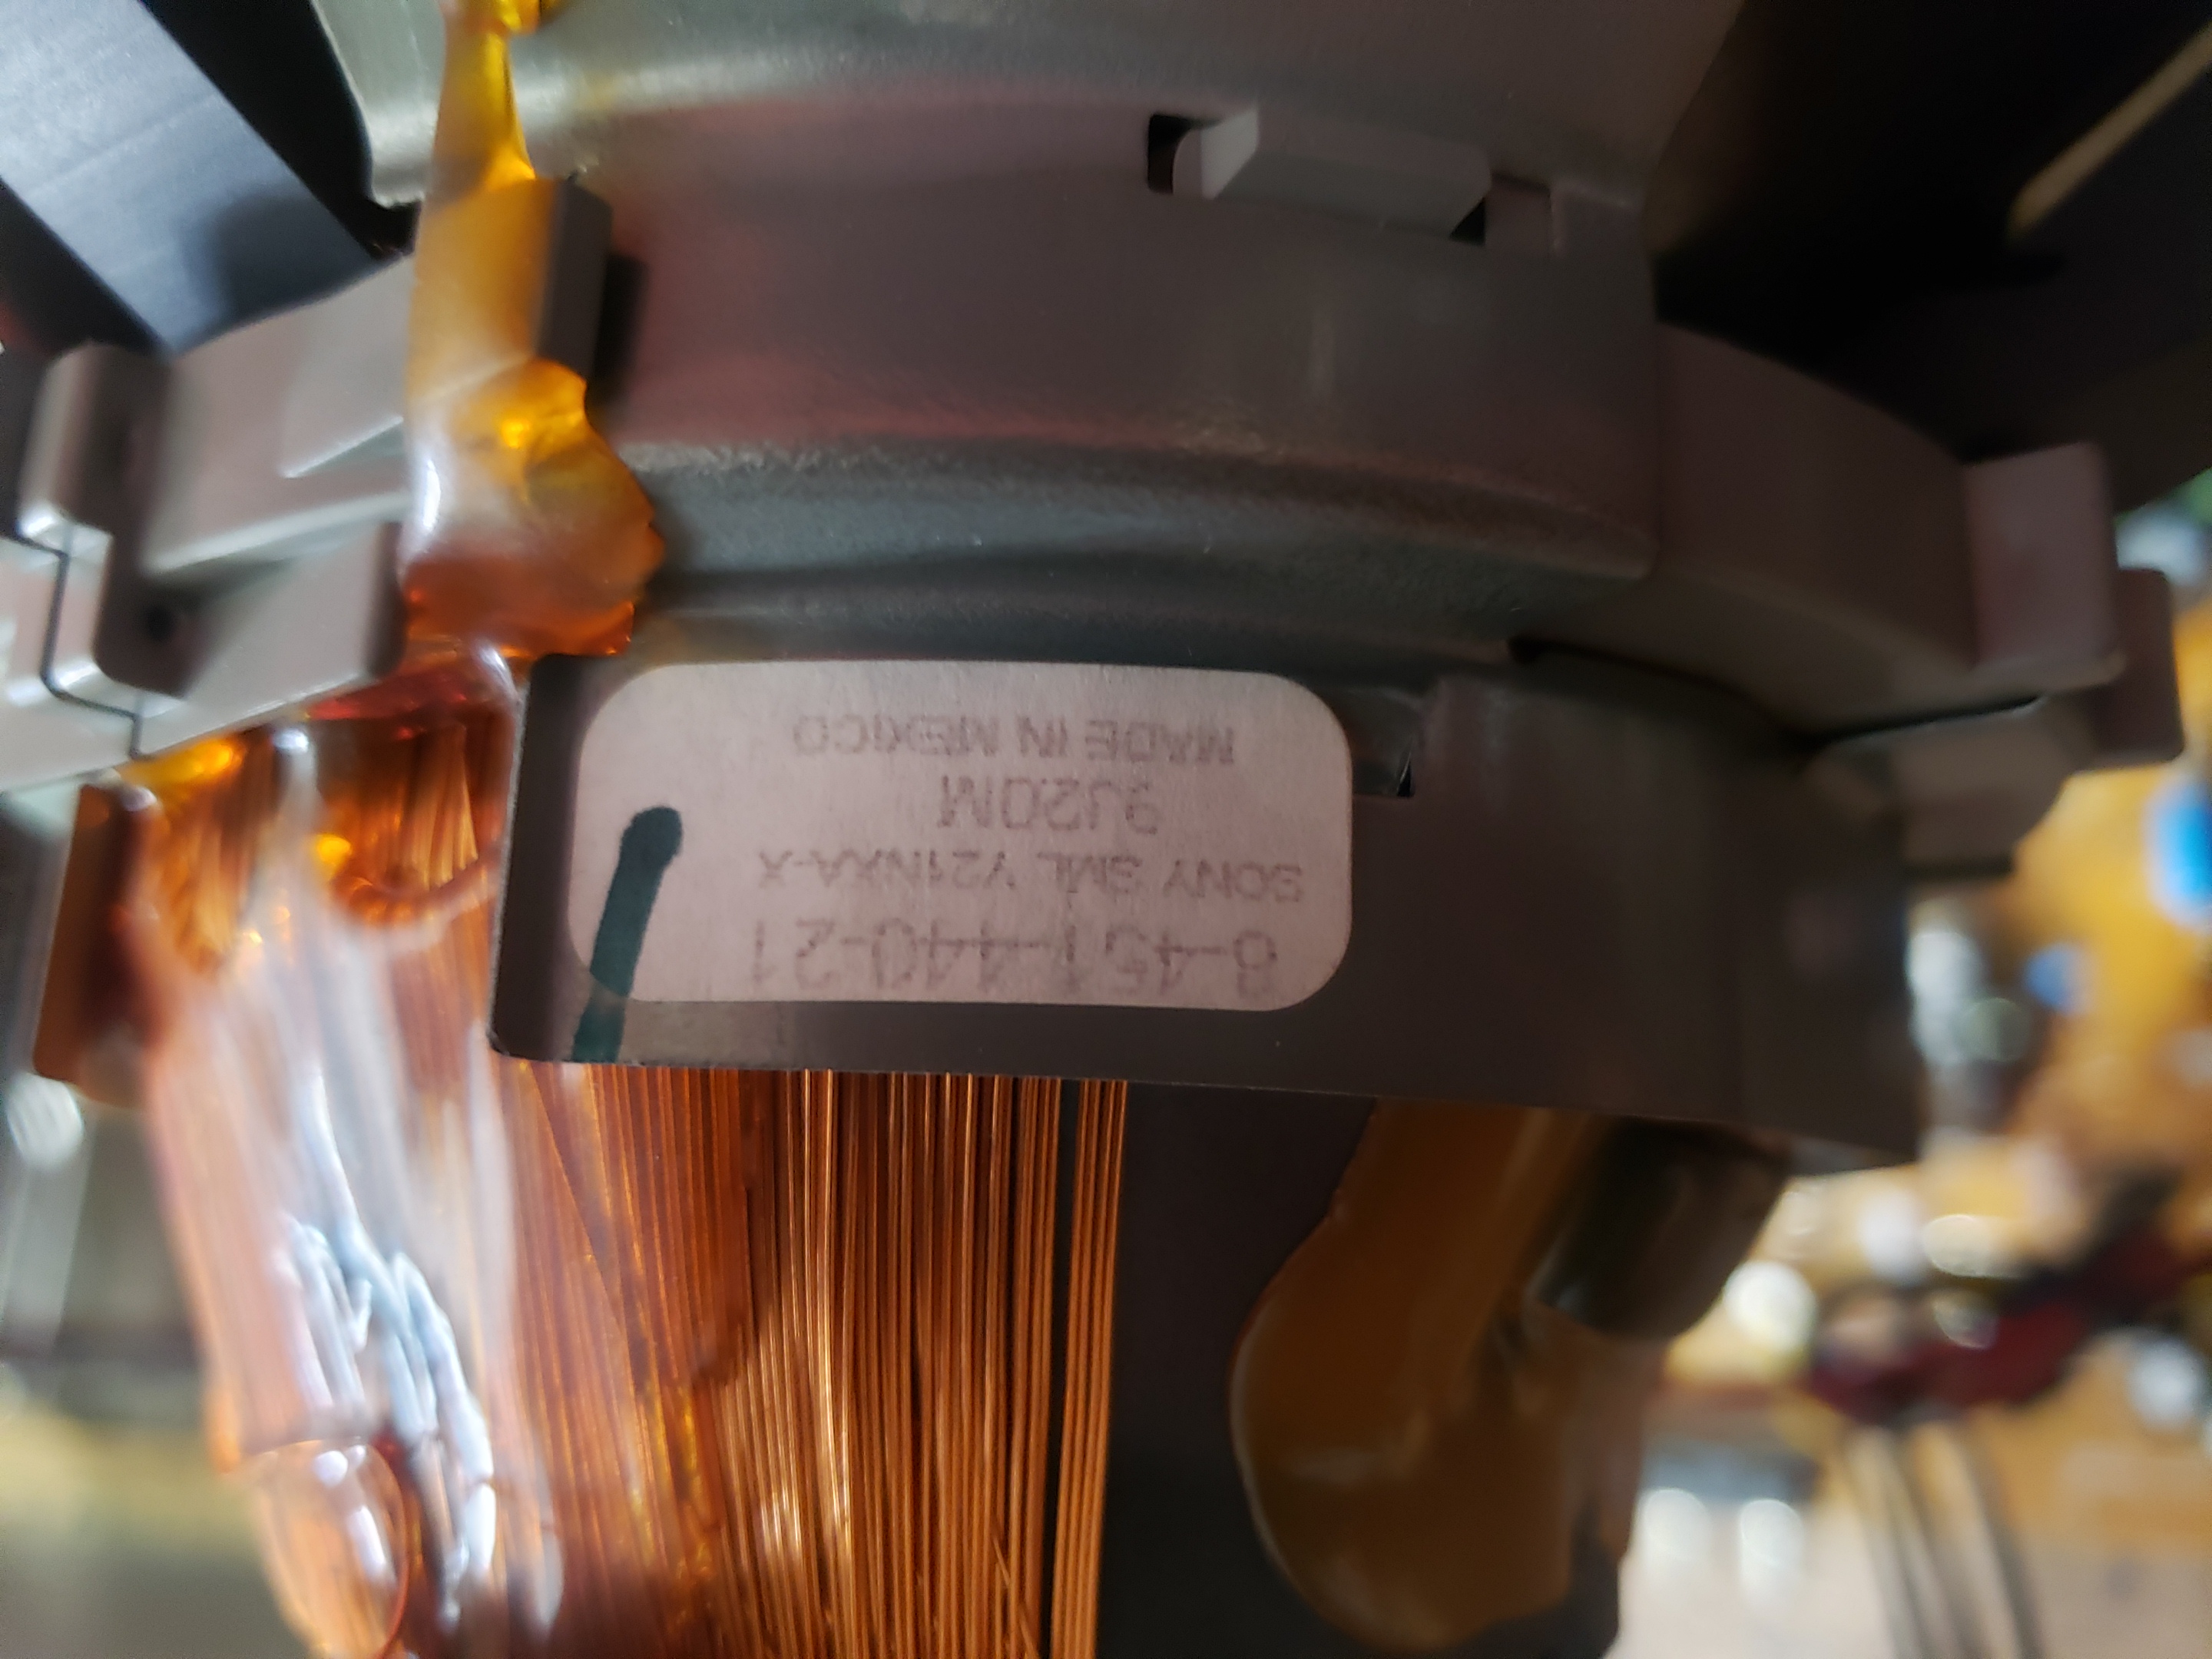 8-451-440-21
SONY SML Y21NXA-X
9J20M
MADE IN MEXICO